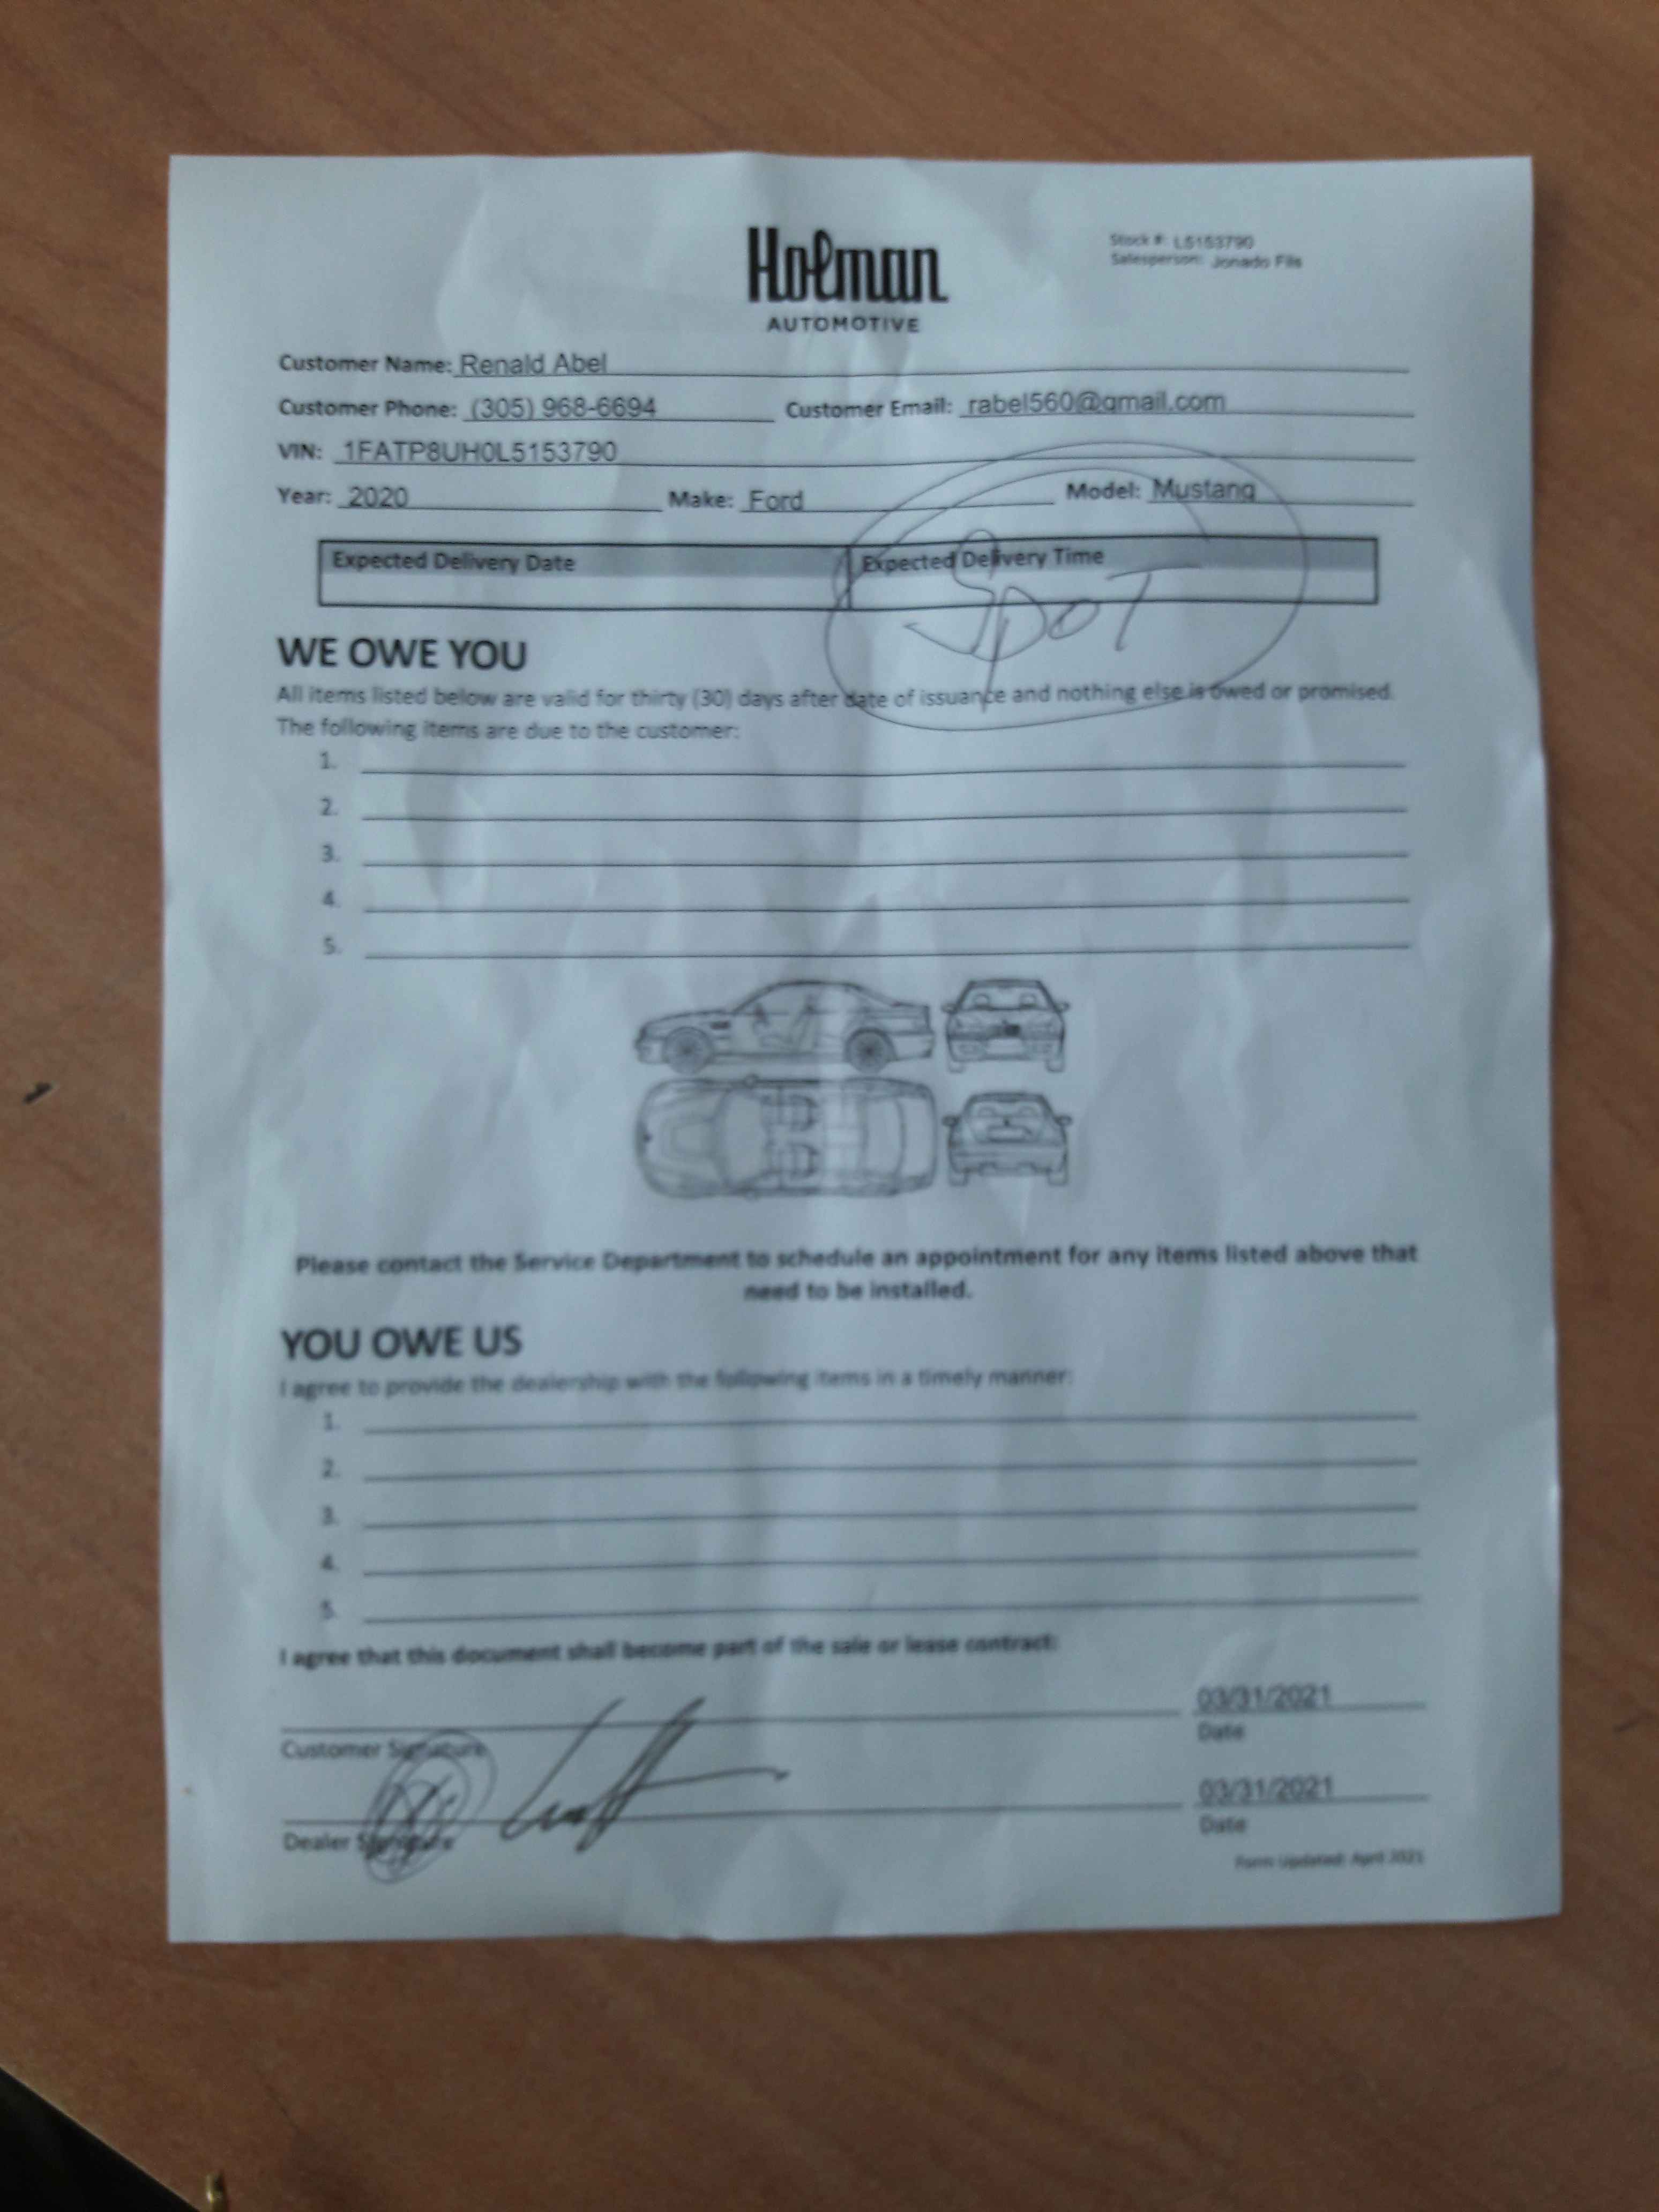 Holman
AUTOMOTIVE
Stock #: L5153790
Salesperson: Jonado Fils
Customer Name: Renald Abel
Customer Phone: (305) 968-6694 Customer Email: rabel560@gmail.com
VIN: 1FATP8UH0L5153790
Year: 2020 Make: Ford Model: Mustang
Expected Delivery Date Expected Delivery Time
SPOT
WE OWE YOU
All items listed below are valid for thirty (30) days after date of issuance and nothing else is owed or promised.
The following items are due to the customer:
1.
2.
3.
4.
5.
Please contact the Service Department to schedule an appointment for any items listed above that
need to be installed.
YOU OWE US
I agree to provide the dealership with the following items in a timely manner:
1.
2.
3.
4.
5.
I agree that this document shall become part of the sale or lease contract:
03/31/2021
Customer Signature Date
03/31/2021
Dealer Signature Date
Form Updated: April 2021